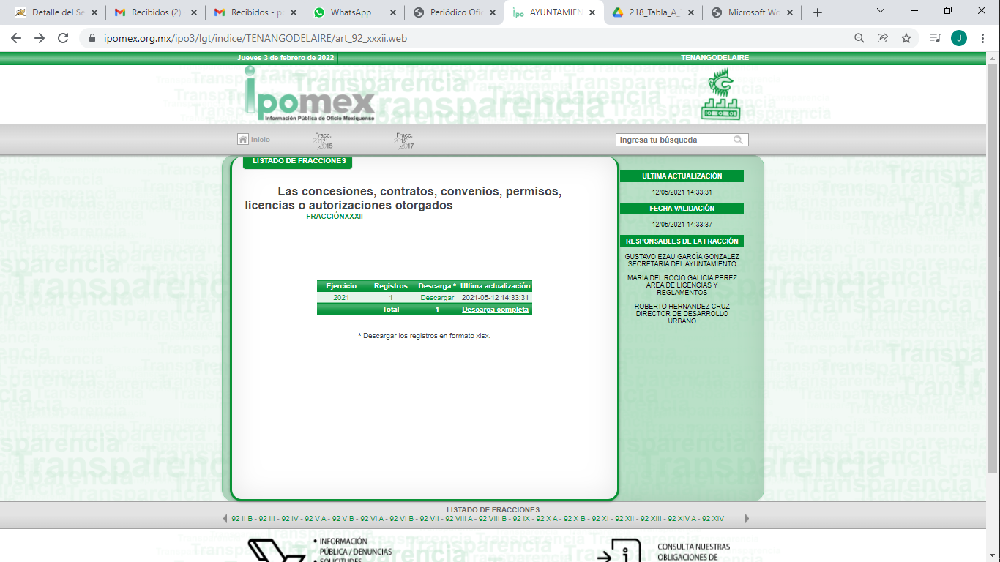 Detalle del Se
Recibidos (2)
Recibidos - p
WhatsApp
Periódico Ofic
ipo AYUNTAMIEN
218_Tabla_A_
Microsoft Wo
ipomex.org.mx/ipo3/lgt/indice/TENANGODELAIRE/art_92_xxxii.web
J
Jueves 3 de febrero de 2022
TENANGODELAIRE
Transparencia
ipomex
Información Pública de Oficio Mexiquense
Inicio
Fracc.
2015
Fracc.
2017
Ingresa tu búsqueda
LISTADO DE FRACCIONES
Las concesiones, contratos, convenios, permisos,
licencias o autorizaciones otorgados
FRACCIÓNXXXII
Ejercicio Registros Descarga * Ultima actualización
2021 1 Descargar 2021-05-12 14:33:31
Total 1 Descarga completa
* Descargar los registros en formato xlsx.
ULTIMA ACTUALIZACIÓN
12/05/2021 14:33:31
FECHA VALIDACIÓN
12/05/2021 14:33:37
RESPONSABLES DE LA FRACCIÓN
GUSTAVO EZAU GARCÍA GONZALEZ
SECRETARIA DEL AYUNTAMIENTO
MARIA DEL ROCIO GALICIA PEREZ
AREA DE LICENCIAS Y
REGLAMENTOS
ROBERTO HERNANDEZ CRUZ
DIRECTOR DE DESARROLLO
URBANO
LISTADO DE FRACCIONES
92 II B - 92 III - 92 IV - 92 V A - 92 V B - 92 VI A - 92 VI B - 92 VII - 92 VIII A - 92 VIII B - 92 IX - 92 X A - 92 X B - 92 XI - 92 XII - 92 XIII - 92 XIV A - 92 XIV
• INFORMACIÓN
PÚBLICA / DENUNCIAS
• SOLICITUDES
CONSULTA NUESTRAS
OBLIGACIONES DE